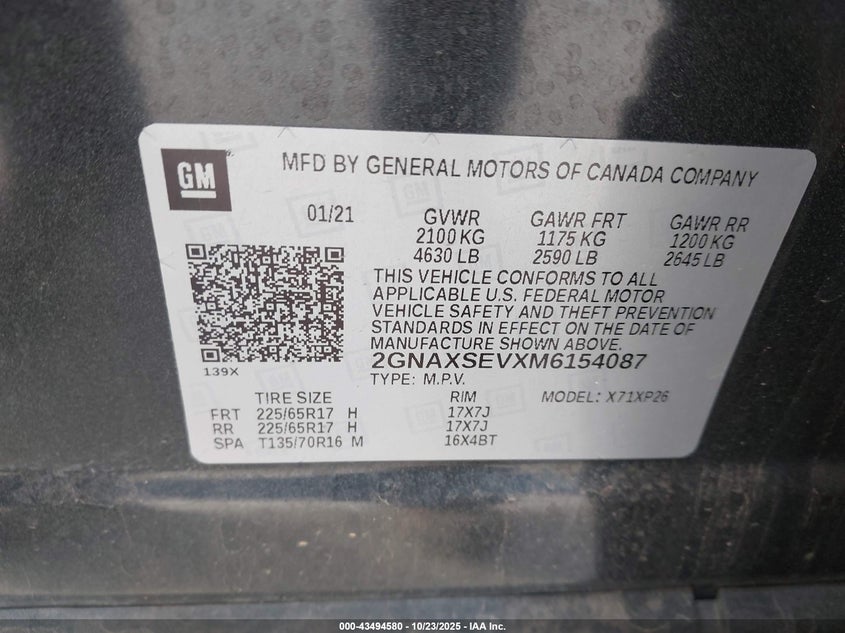 GM
MFD BY GENERAL MOTORS OF CANADA COMPANY
01/21 GVWR GAWR FRT GAWR RR
2100 KG 1175 KG 1200 KG
4630 LB 2590 LB 2645 LB
THIS VEHICLE CONFORMS TO ALL
APPLICABLE U.S. FEDERAL MOTOR
VEHICLE SAFETY AND THEFT PREVENTION
STANDARDS IN EFFECT ON THE DATE OF
MANUFACTURE SHOWN ABOVE.
139X
2GNAXSEVXM6154087
TYPE: M.P.V.
TIRE SIZE RIM MODEL: X71XP26
FRT 225/65R17 H 17X7J
RR 225/65R17 H 17X7J
SPA T135/70R16 M 16X4BT
000-43494580 - 10/23/2025 - IAA Inc.